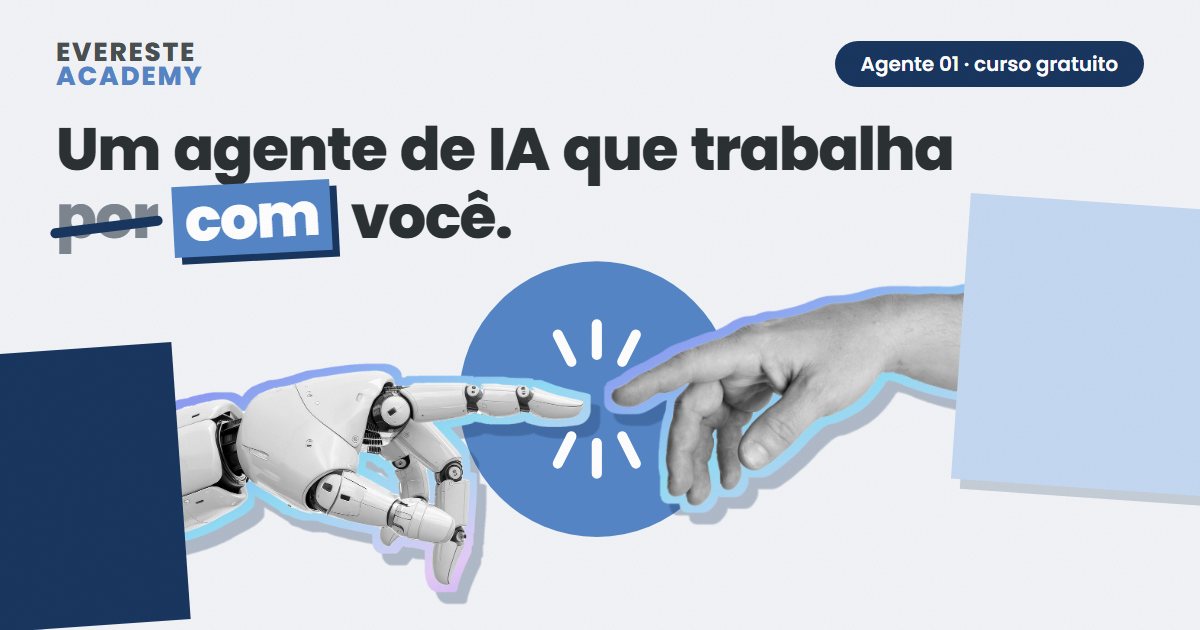 EVERESTE
ACADEMY
Agente 01 · curso gratuito
Um agente de IA que trabalha
por com você.